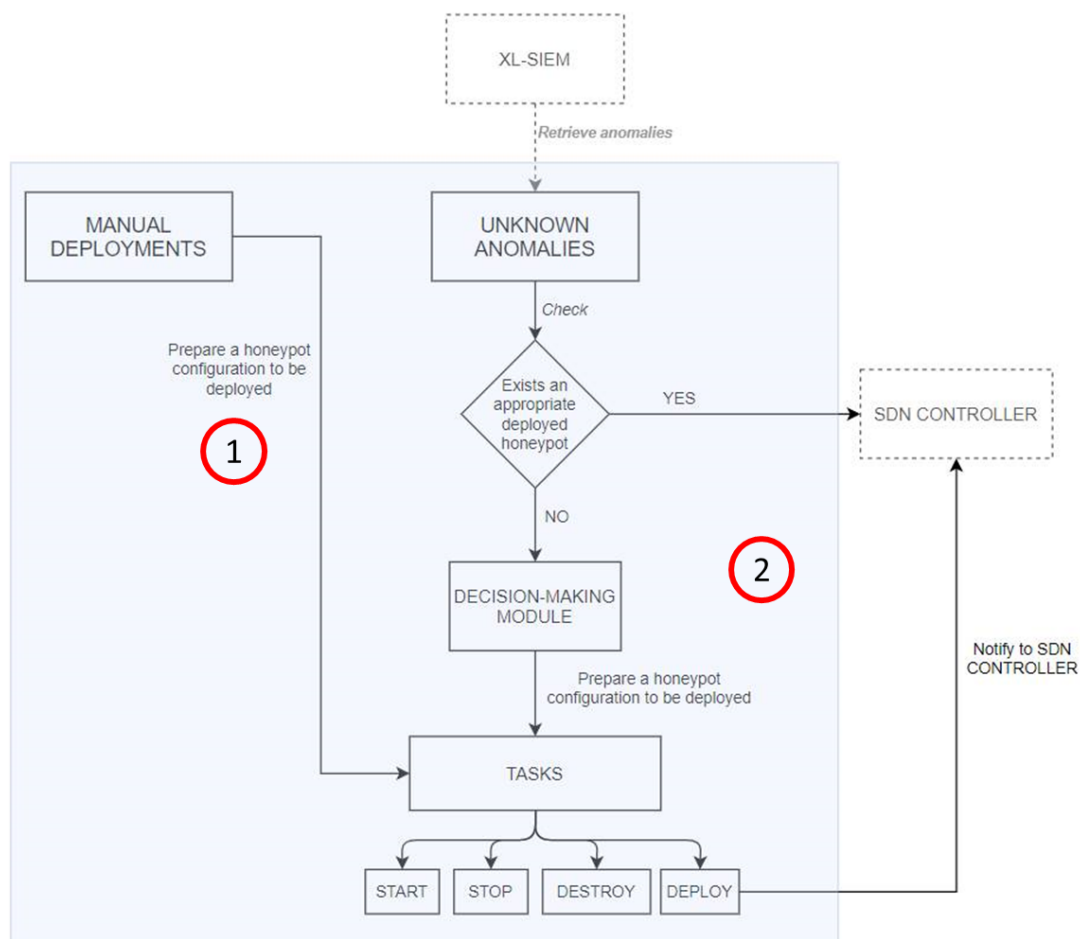 XL-SIEM
Retrieve anomalies
MANUAL
DEPLOYMENTS
UNKNOWN
ANOMALIES
Check
Prepare a honeypot
configuration to be
deployed
Exists an
appropriate
deployed
honeypot
YES
SDN CONTROLLER
1
NO
2
DECISION-MAKING
MODULE
Notify to SDN
CONTROLLER
Prepare a honeypot
configuration to be deployed
TASKS
START
STOP
DESTROY
DEPLOY